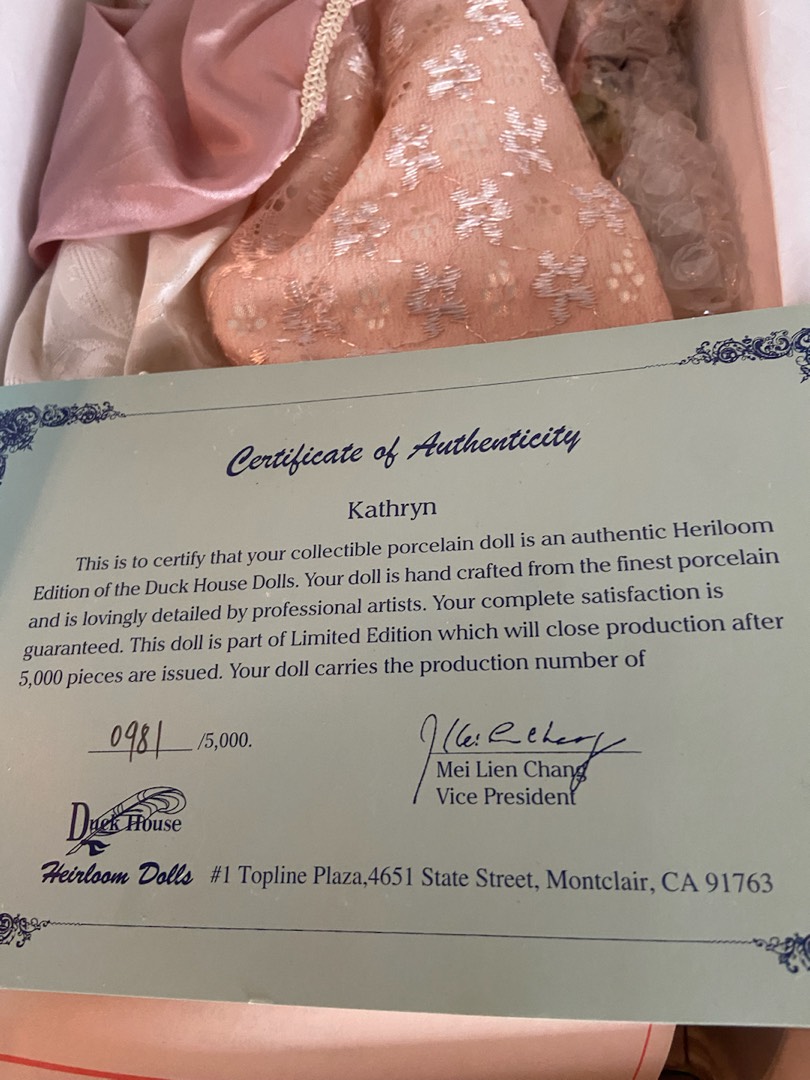 Certificate of Authenticity
Kathryn
This is to certify that your collectible porcelain doll is an authentic Heriloom
Edition of the Duck House Dolls. Your doll is hand crafted from the finest porcelain
and is lovingly detailed by professional artists. Your complete satisfaction is
guaranteed. This doll is part of Limited Edition which will close production after
5,000 pieces are issued. Your doll carries the production number of
0981 /5,000.
Mei Lien Chang
Vice President
Duck House
Heirloom Dolls #1 Topline Plaza,4651 State Street, Montclair, CA 91763